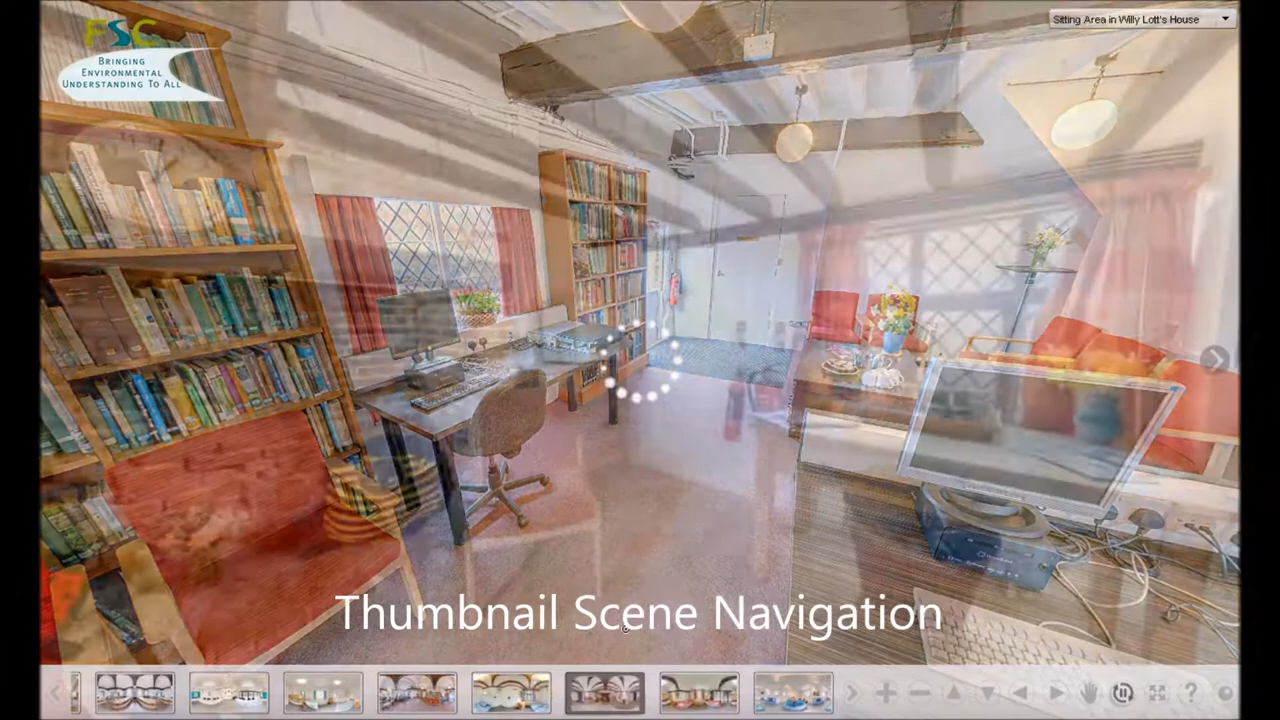 FSC
BRINGING
ENVIRONMENTAL
UNDERSTANDING TO ALL
Sitting Area in Willy Lott's House
Thumbnail Scene Navigation